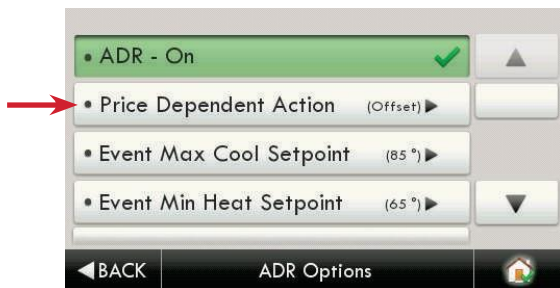 • ADR - On
• Price Dependent Action (Offset)
• Event Max Cool Setpoint (85 °)
• Event Min Heat Setpoint (65 °)
BACK ADR Options